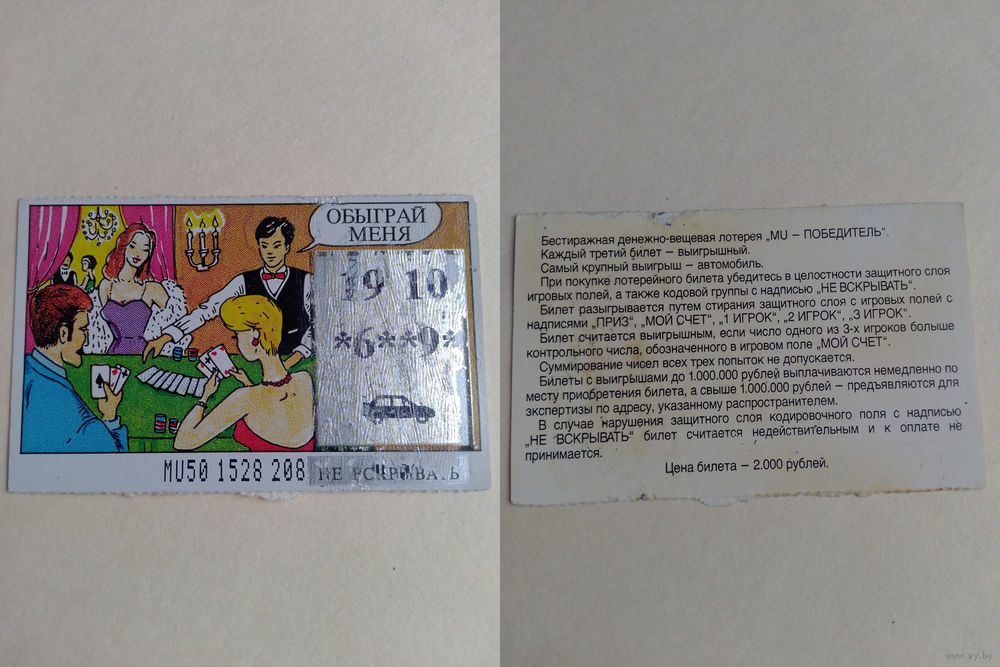 ОБЫГРАЙ
МЕНЯ
19 10
*6**9*
MU50 1528 208 НЕ ВСКРЫВАТЬ
Бестиражная денежно-вещевая лотерея „MU – ПОБЕДИТЕЛЬ“.
Каждый третий билет – выигрышный.
Самый крупный выигрыш – автомобиль.
При покупке лотерейного билета убедитесь в целостности защитного слоя
игровых полей, а также кодовой группы с надписью „НЕ ВСКРЫВАТЬ“.
Билет разыгрывается путем стирания защитного слоя с игровых полей с
надписями „ПРИЗ“, „МОЙ СЧЕТ“, „1 ИГРОК“, „2 ИГРОК“, „3 ИГРОК“.
Билет считается выигрышным, если число одного из 3-х игроков больше
контрольного числа, обозначенного в игровом поле „МОЙ СЧЕТ“.
Суммирование чисел всех трех попыток не допускается.
Билеты с выигрышами до 1.000.000 рублей выплачиваются немедленно по
месту приобретения билета, а свыше 1.000.000 рублей – предъявляются для
экспертизы по адресу, указанному распространителем.
В случае нарушения защитного слоя кодировочного поля с надписью
„НЕ ВСКРЫВАТЬ“ билет считается недействительным и к оплате не
принимается.
Цена билета – 2.000 рублей.
www.ay.by